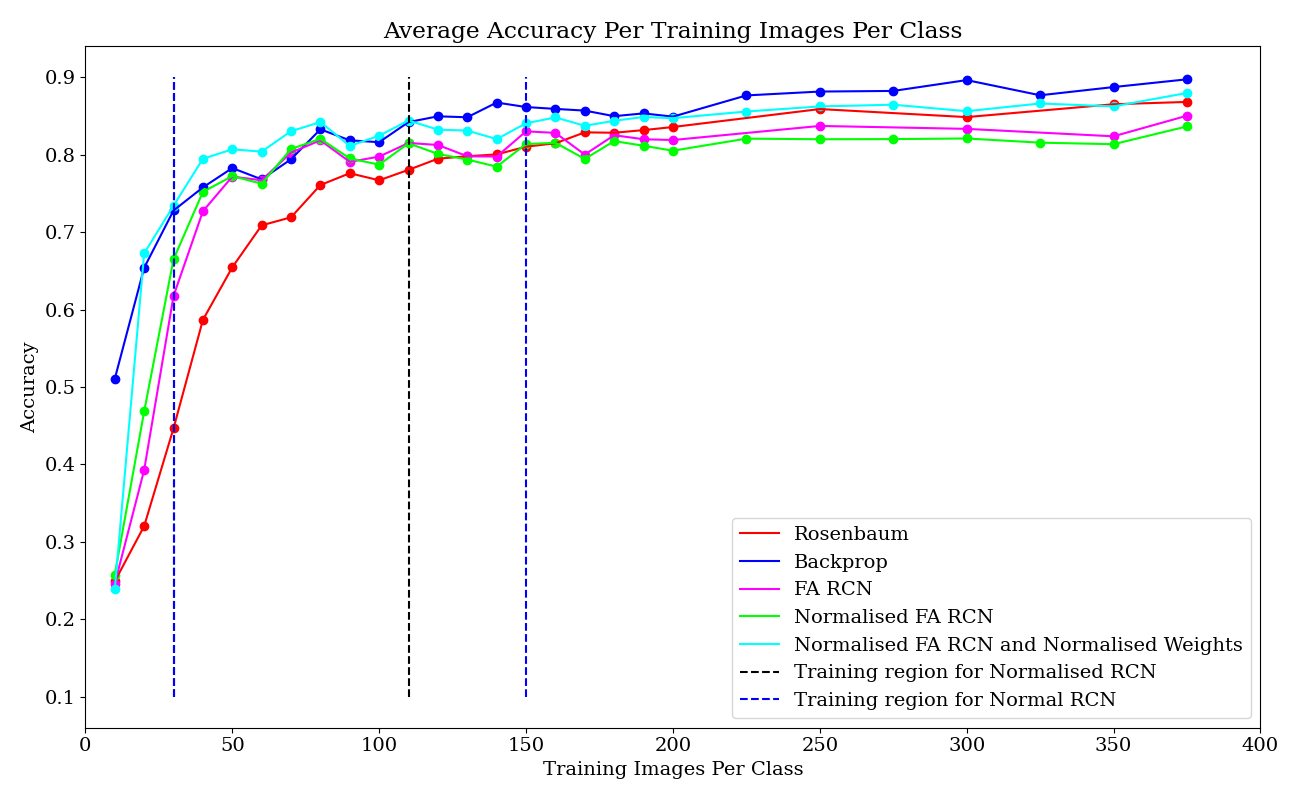 Average Accuracy Per Training Images Per Class
0.9
0.8
0.7
0.6
0.5
0.4
0.3
0.2
0.1
Accuracy
0
50
100
150
200
250
300
350
400
Training Images Per Class
Rosenbaum
Backprop
FA RCN
Normalised FA RCN
Normalised FA RCN and Normalised Weights
Training region for Normalised RCN
Training region for Normal RCN